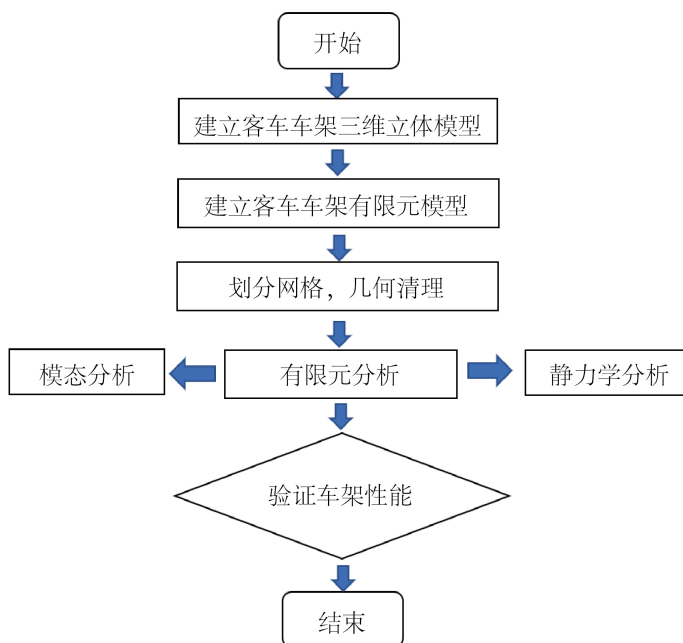 开始
建立客车车架三维立体模型
建立客车车架有限元模型
划分网格，几何清理
模态分析
有限元分析
静力学分析
验证车架性能
结束